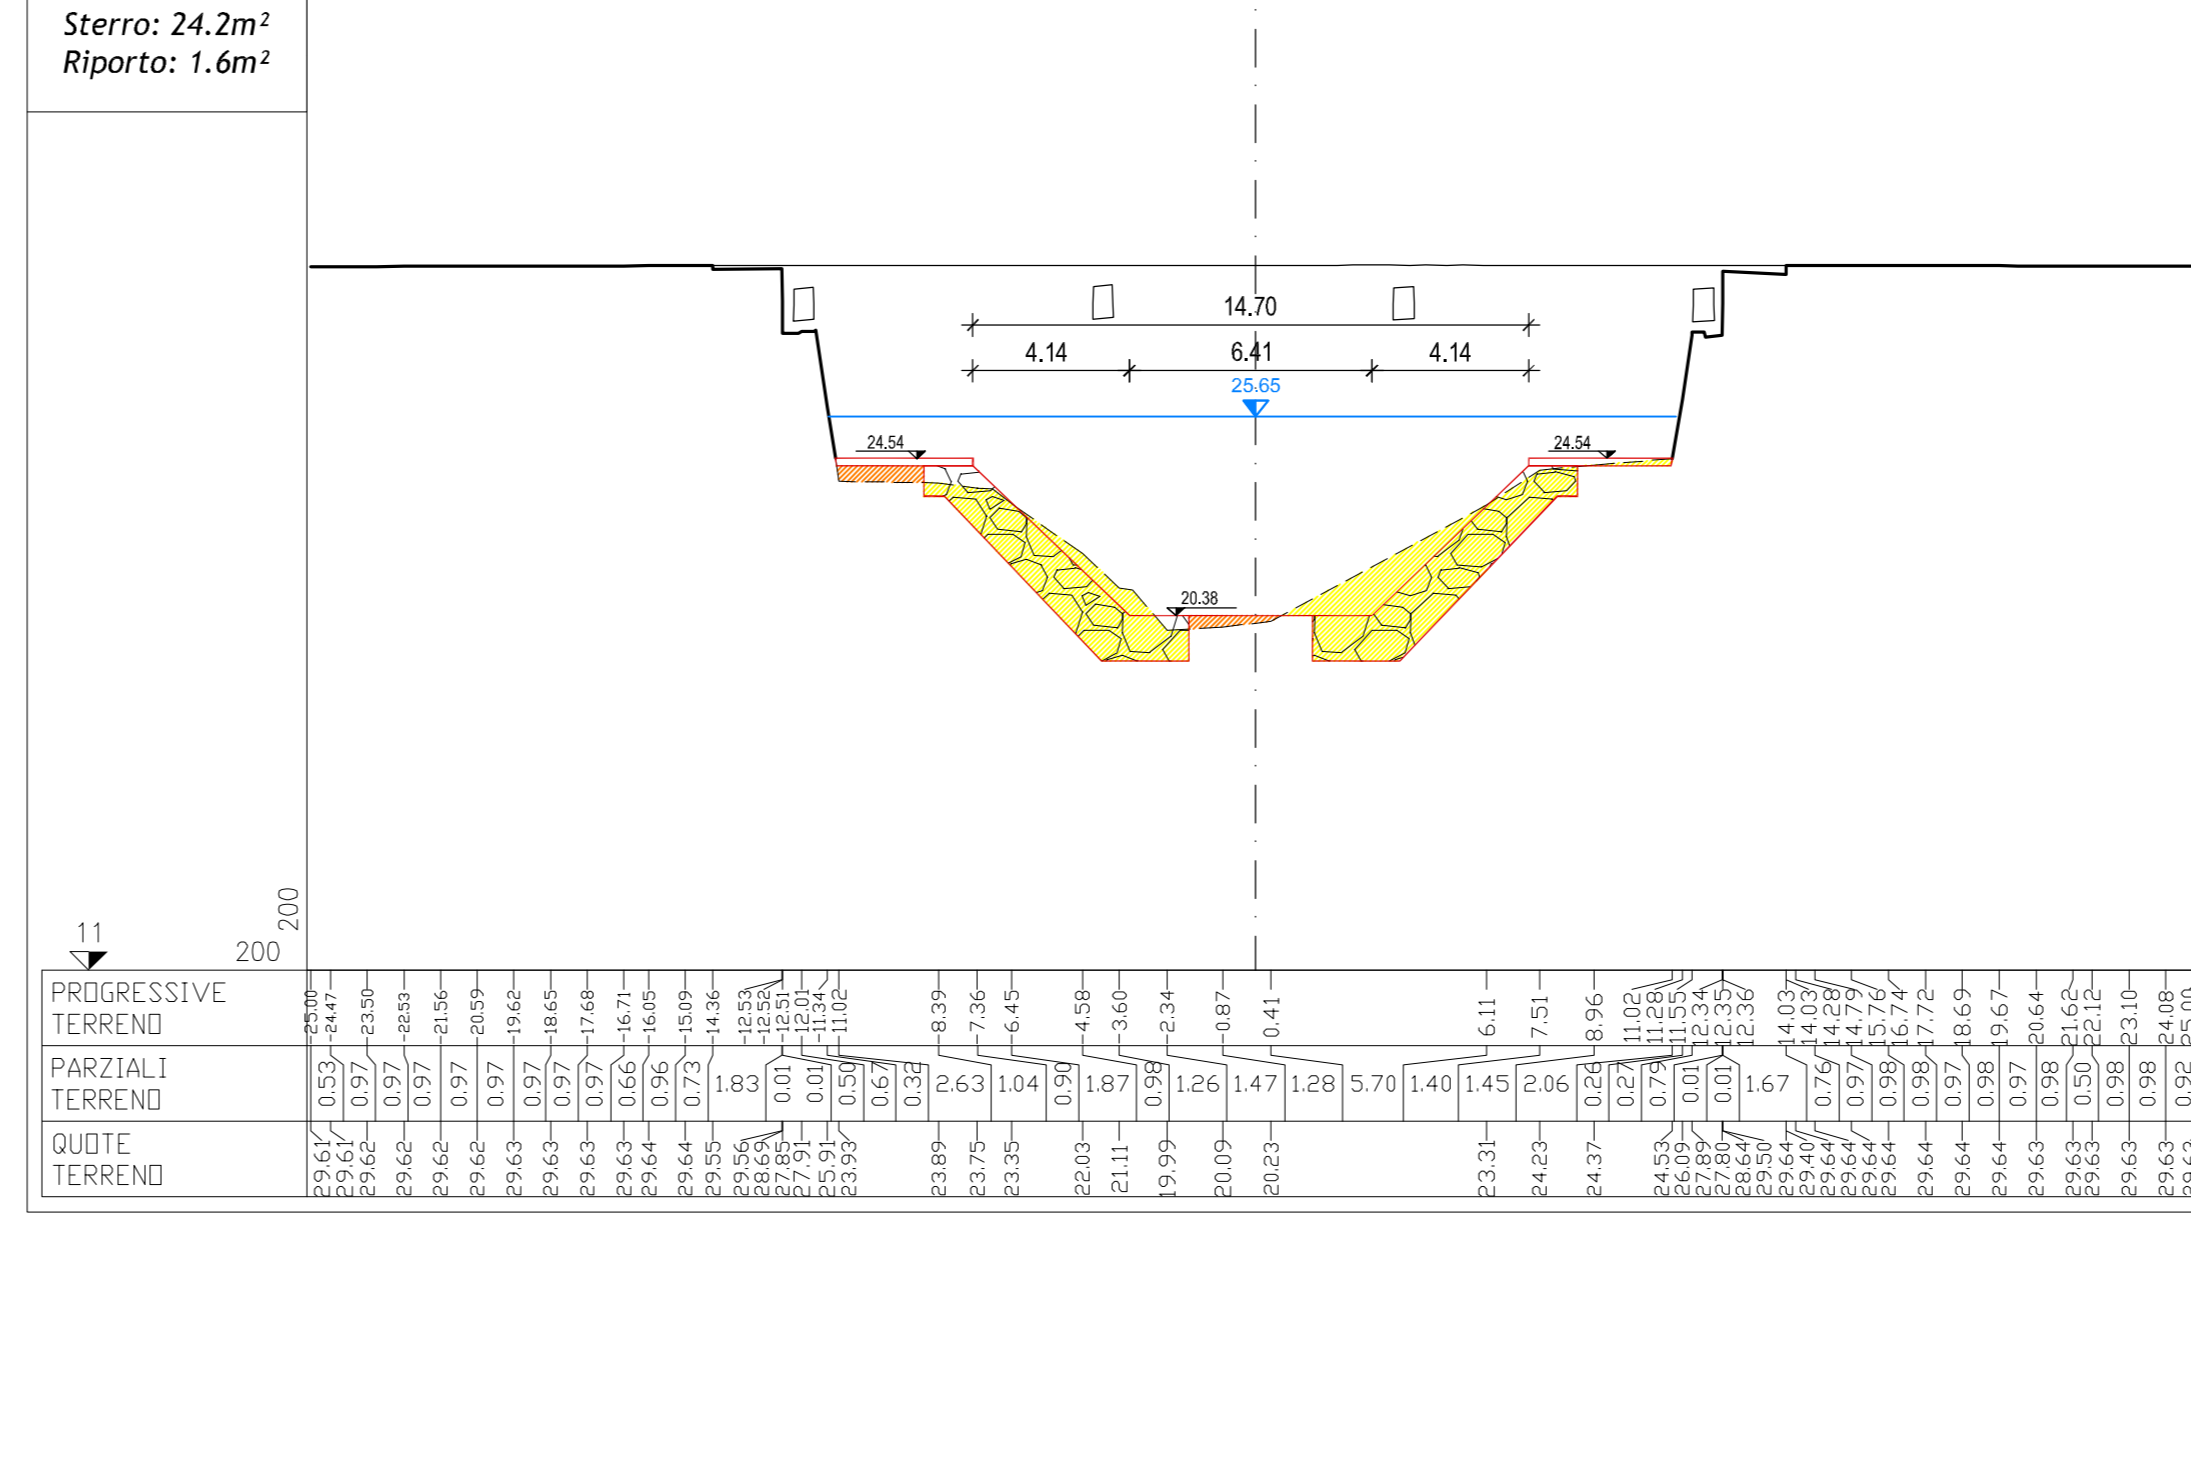 Sterro: 24.2m²
Riporto: 1.6m²
14.70
4.14 6.41 4.14
25.65
24.54 24.54
20.38
200
11 200
PROGRESSIVE TERRENO
-25.00 -24.47 -23.50 -22.53 -21.56 -20.59 -19.62 -18.65 -17.68 -16.71 -16.05 -15.09 -14.36 -12.53 -12.52 -12.51 -12.01 -11.34 -11.02 -8.39 -7.36 -6.45 -4.58 -3.60 -2.34 -0.87 0.41 6.11 7.51 8.96 11.02 11.28 11.55 12.34 12.35 12.36 14.03 14.03 14.28 14.79 15.76 16.74 17.72 18.69 19.67 20.64 21.62 22.12 23.10 24.08 25.00
PARZIALI TERRENO
0.53 0.97 0.97 0.97 0.97 0.97 0.97 0.97 0.97 0.66 0.96 0.73 1.83 0.01 0.01 0.50 0.67 0.32 2.63 1.04 0.90 1.87 0.98 1.26 1.47 1.28 5.70 1.40 1.45 2.06 0.26 0.27 0.79 0.01 0.01 1.67 0.76 0.97 0.98 0.98 0.97 0.98 0.97 0.98 0.50 0.98 0.98 0.92
QUOTE TERRENO
29.61 29.61 29.62 29.62 29.62 29.62 29.63 29.63 29.63 29.63 29.64 29.64 29.55 29.56 28.69 27.85 27.91 25.91 23.93 23.89 23.75 23.35 22.03 21.11 19.99 20.09 20.23 23.31 24.23 24.37 24.53 26.09 27.89 27.80 28.64 29.50 29.64 29.40 29.64 29.64 29.64 29.64 29.64 29.64 29.64 29.63 29.63 29.63 29.63 29.63 29.63